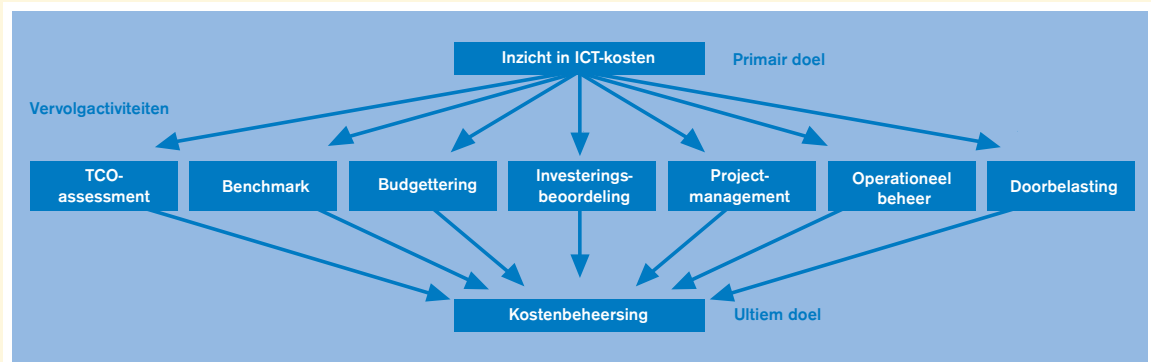 Inzicht in ICT-kosten
Primair doel
Vervolgactiviteiten
TCO-
assessment
Benchmark
Budgettering
Investerings-
beoordeling
Project-
management
Operationeel
beheer
Doorbelasting
Kostenbeheersing
Ultiem doel